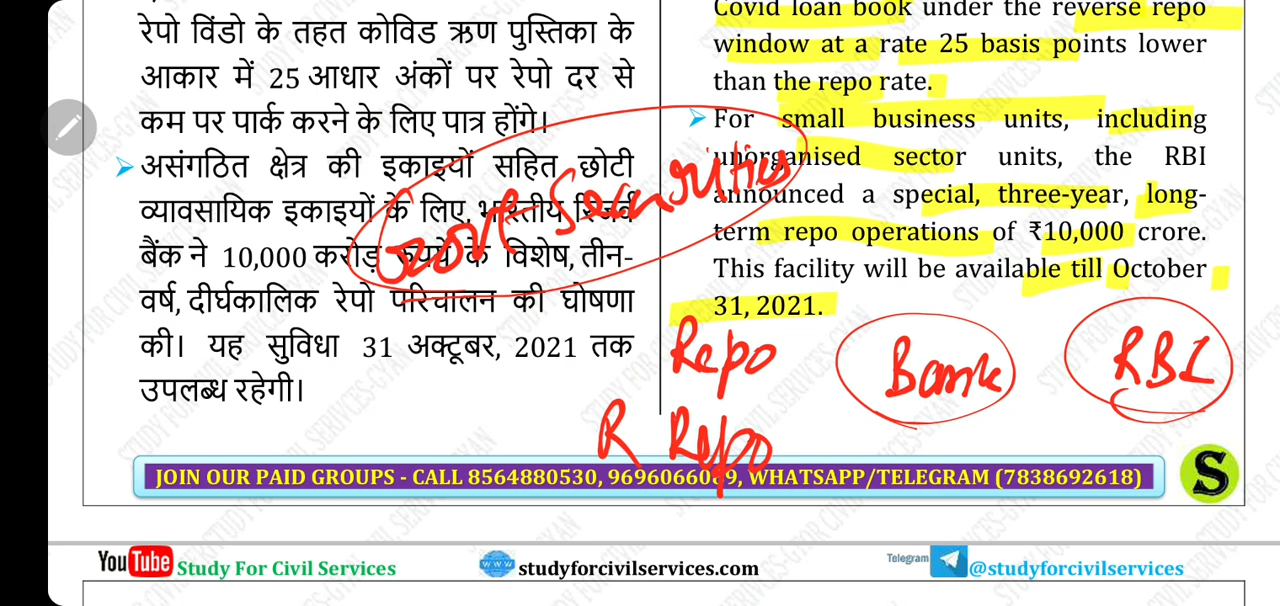 रेपो विंडो के तहत कोविड ऋण पुस्तिका के
आकार में 25 आधार अंकों पर रेपो दर से
कम पर पार्क करने के लिए पात्र होंगे।
➢ असंगठित क्षेत्र की इकाइयों सहित छोटी
व्यावसायिक इकाइयों के लिए, भारतीय रिजर्व
बैंक ने 10,000 करोड़ रुपये के विशेष, तीन-
वर्ष, दीर्घकालिक रेपो परिचालन की घोषणा
की। यह सुविधा 31 अक्टूबर, 2021 तक
उपलब्ध रहेगी।
Covid loan book under the reverse repo
window at a rate 25 basis points lower
than the repo rate.
➢ For small business units, including
unorganised sector units, the RBI
announced a special, three-year, long-
term repo operations of ₹10,000 crore.
This facility will be available till October
31, 2021.
Securities
Repo
Bank
RBI
R Repo
JOIN OUR PAID GROUPS - CALL 8564880530, 9696066089, WHATSAPP/TELEGRAM (7838692618)
S
YouTube Study For Civil Services
www studyforcivilservices.com
Telegram @studyforcivilservices